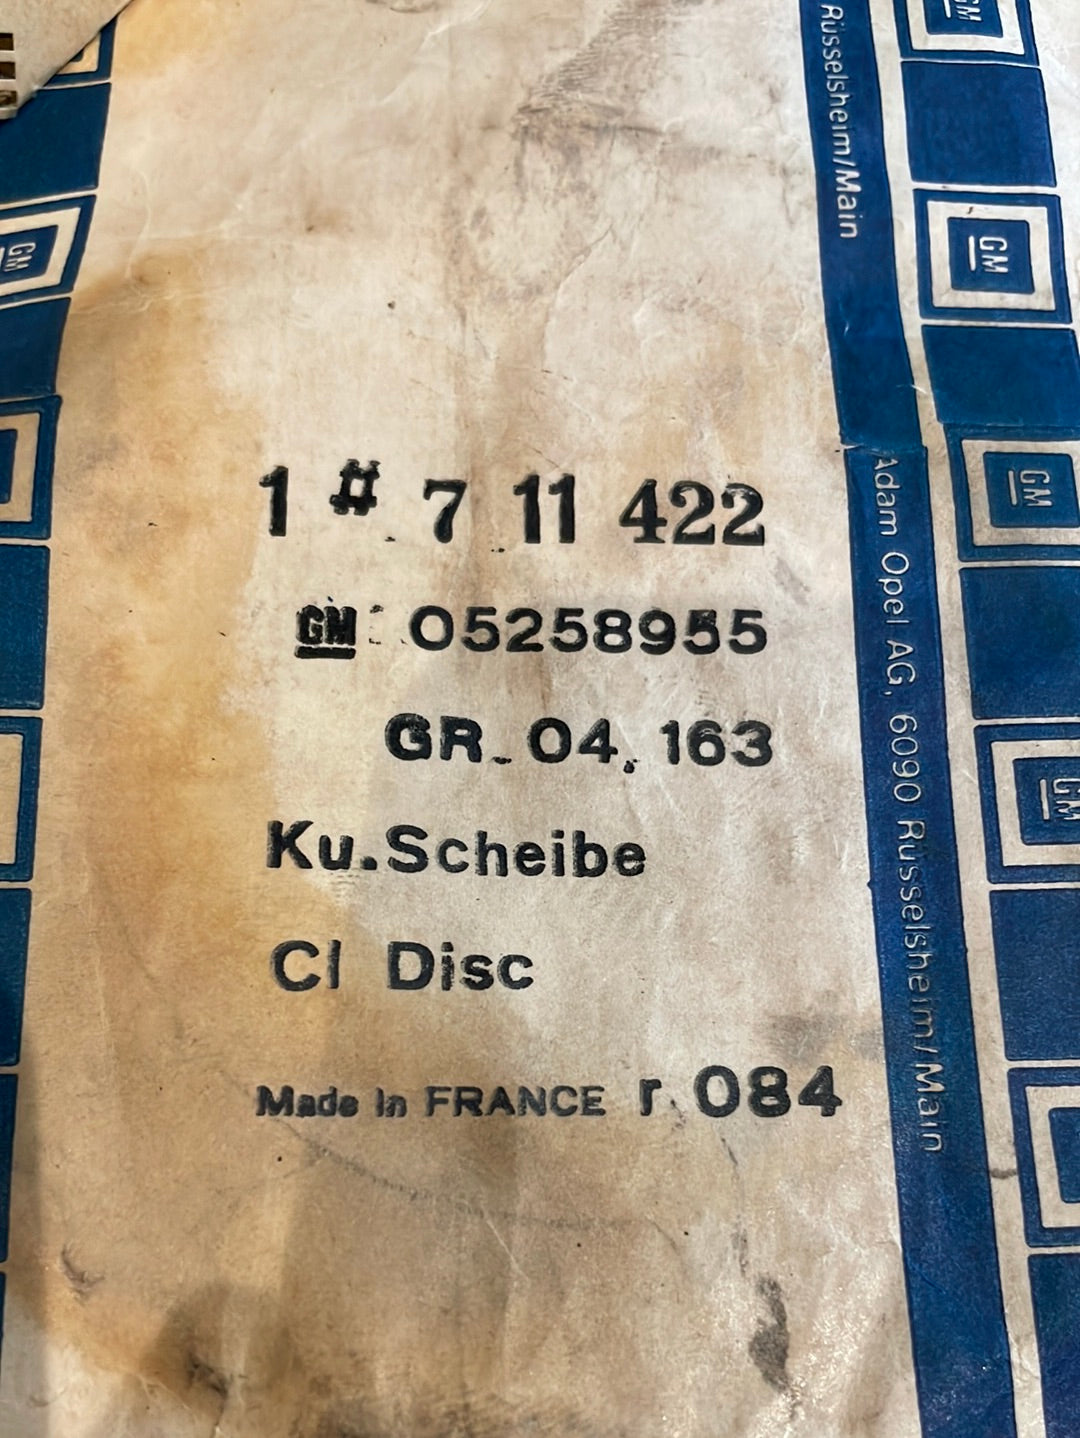 Rüsselsheim/Main
GM
GM
GM
GM
GM
1 # 7 11 422
GM 05258955
GR. 04. 163
Ku.Scheibe
Cl Disc
Made in FRANCE r. 084
Adam Opel AG, 6090 Rüsselsheim/Main